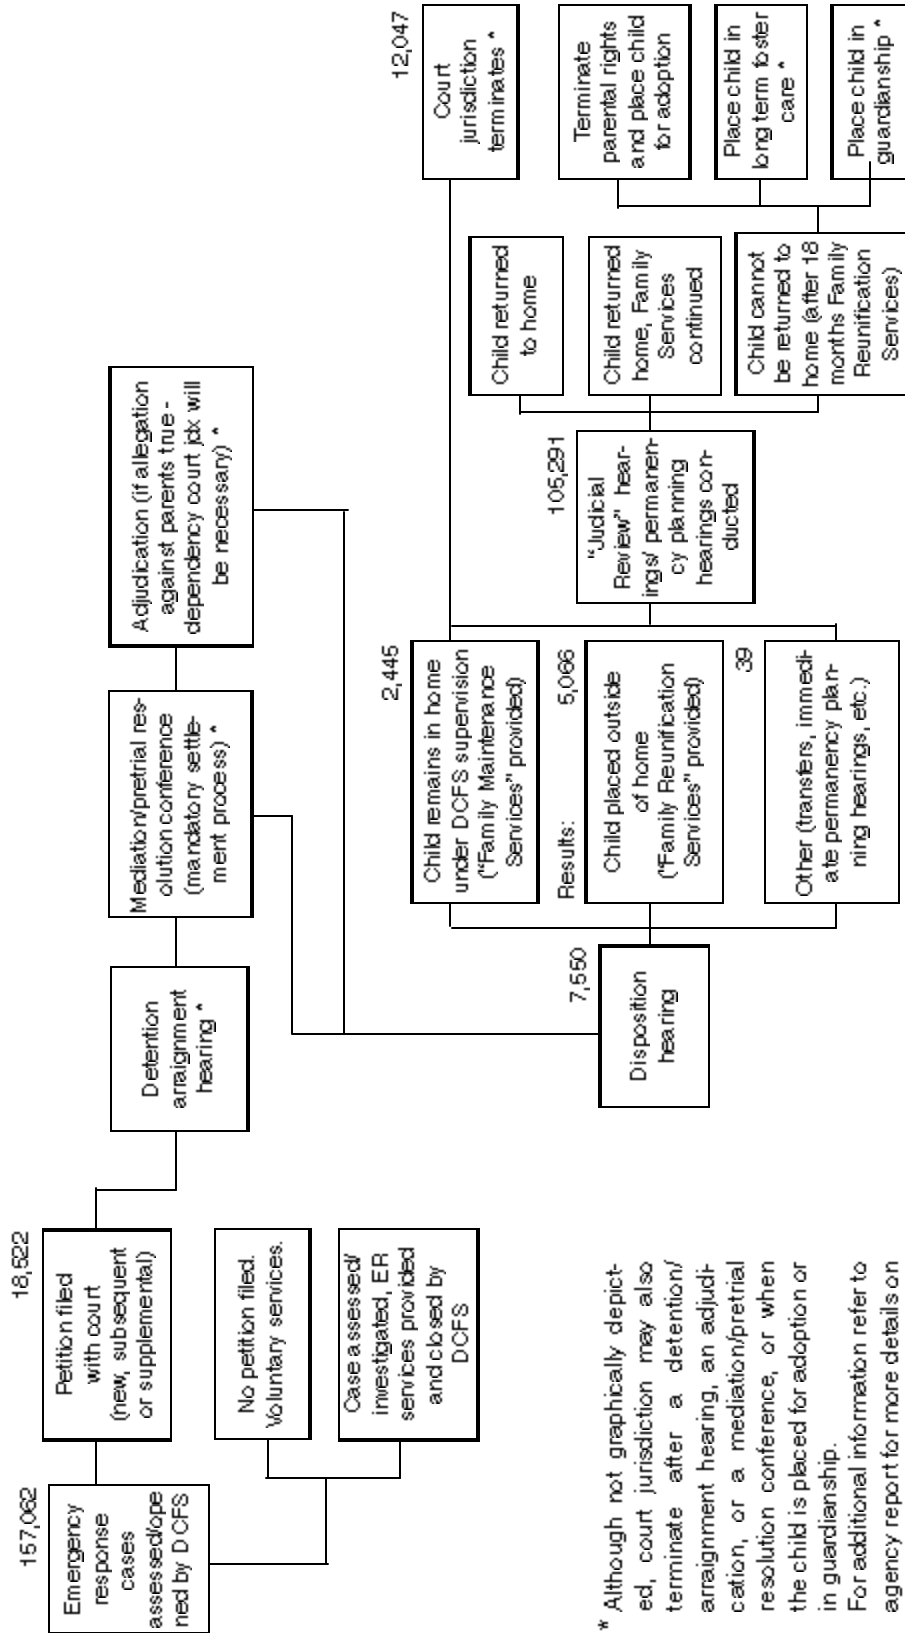 157,062
Emergency
response
cases
assessed/ope
ned by DCFS
18,522
Petition filed
with court
(new, subsequent
or supplemental)
No petition filed.
Voluntary services.
Case assessed/
investigated, ER
services provided
and closed by
DCFS
Detention
arraignment
hearing *
Mediation/pretrial res-
olution conference
(mandatory settle-
ment process) *
Adjudication (if allegation
against parents true -
dependency court jdx will
be necessary) *
7,550
Disposition
hearing
2,445
Child remains in home
under DCFS supervision
("Family Maintenance
Services" provided)
Results:
5,066
Child placed outside
of home
("Family Reunification
Services" provided)
39
Other (transfers, immedi-
ate permanency plan-
ning hearings, etc.)
105,291
"Judicial
Review" hear-
ings/ permanen-
cy planning
hearings con-
ducted
Child returned
to home
Child returned
home, Family
Services
continued
Child cannot
be returned to
home (after 18
months Family
Reunification
Services)
12,047
Court
jurisdiction
terminates *
Terminate
parental rights
and place child
for adoption
Place child in
long term foster
care *
Place child in
guardianship *
* Although not graphically depict-
ed, court jurisdiction may also
terminate after a detention/
arraignment hearing, an adjudi-
cation, or a mediation/pretrial
resolution conference, or when
the child is placed for adoption or
in guardianship.
For additional information refer to
agency report for more details on